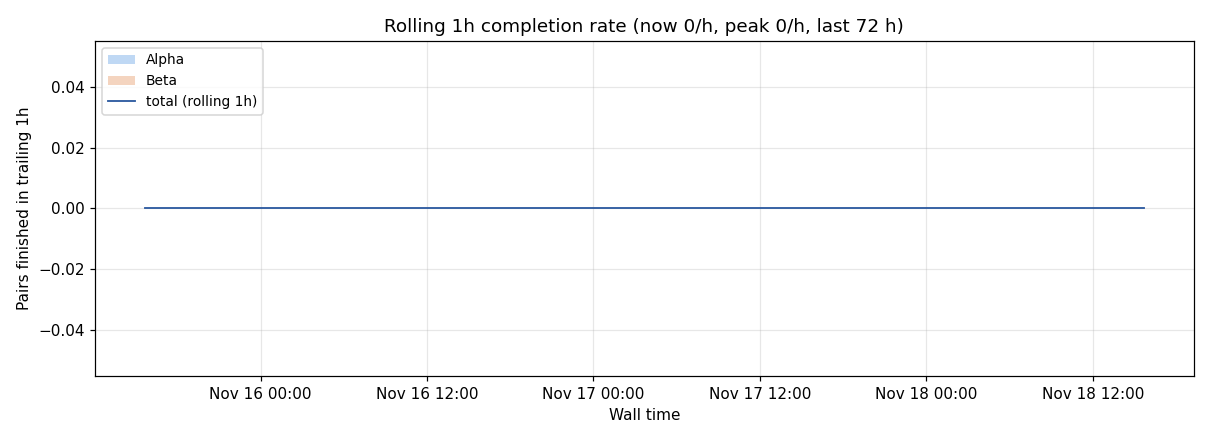 Rolling 1h completion rate (now 0/h, peak 0/h, last 72 h)
Alpha
Beta
total (rolling 1h)
Pairs finished in trailing 1h
0.04
0.02
0.00
−0.02
−0.04
Nov 16 00:00
Nov 16 12:00
Nov 17 00:00
Nov 17 12:00
Nov 18 00:00
Nov 18 12:00
Wall time